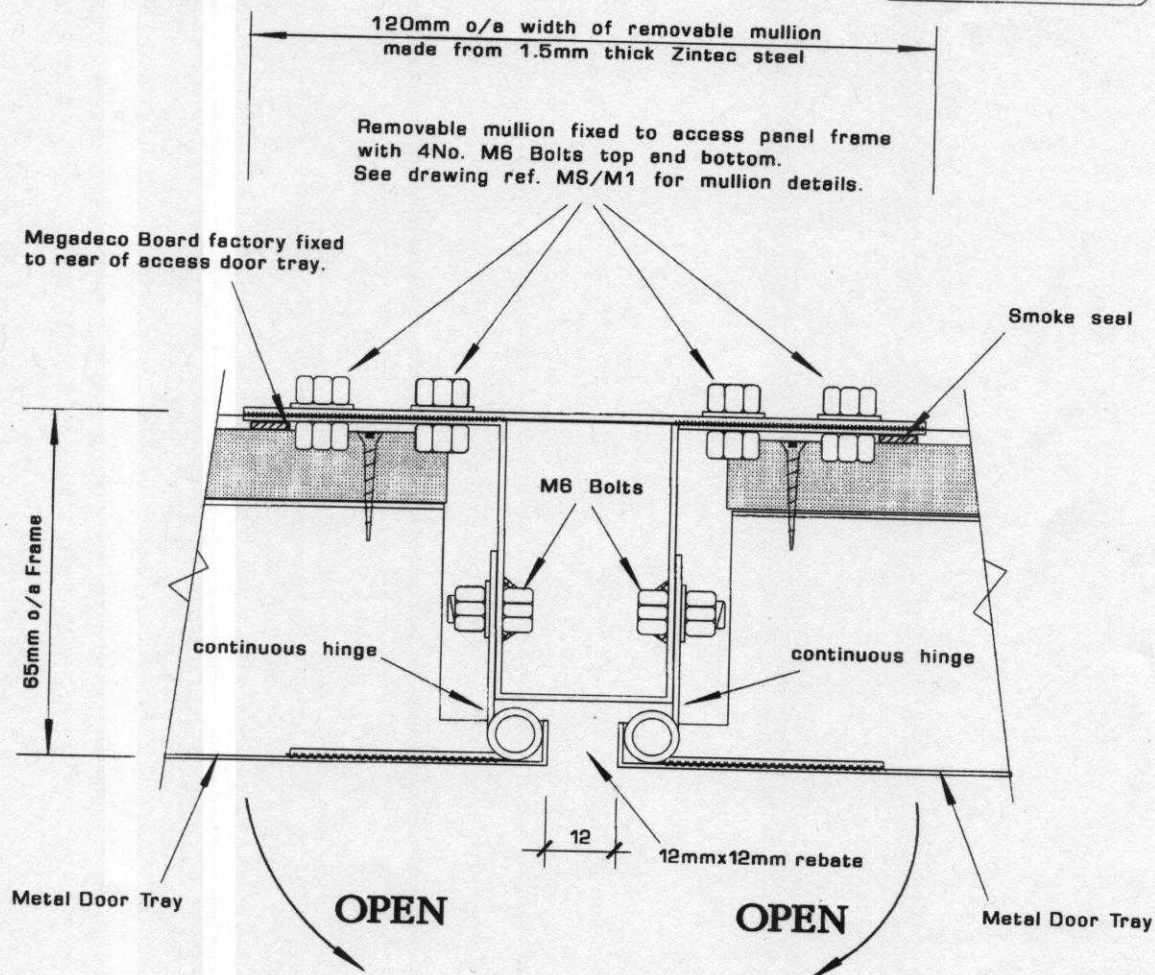 120mm o/a width of removable mullion
made from 1.5mm thick Zintec steel
Removable mullion fixed to access panel frame
with 4No. M6 Bolts top and bottom.
See drawing ref. MS/M1 for mullion details.
Megadeco Board factory fixed
to rear of access door tray.
Smoke seal
M6 Bolts
65mm o/a Frame
continuous hinge
continuous hinge
12
12mmx12mm rebate
Metal Door Tray
OPEN
OPEN
Metal Door Tray